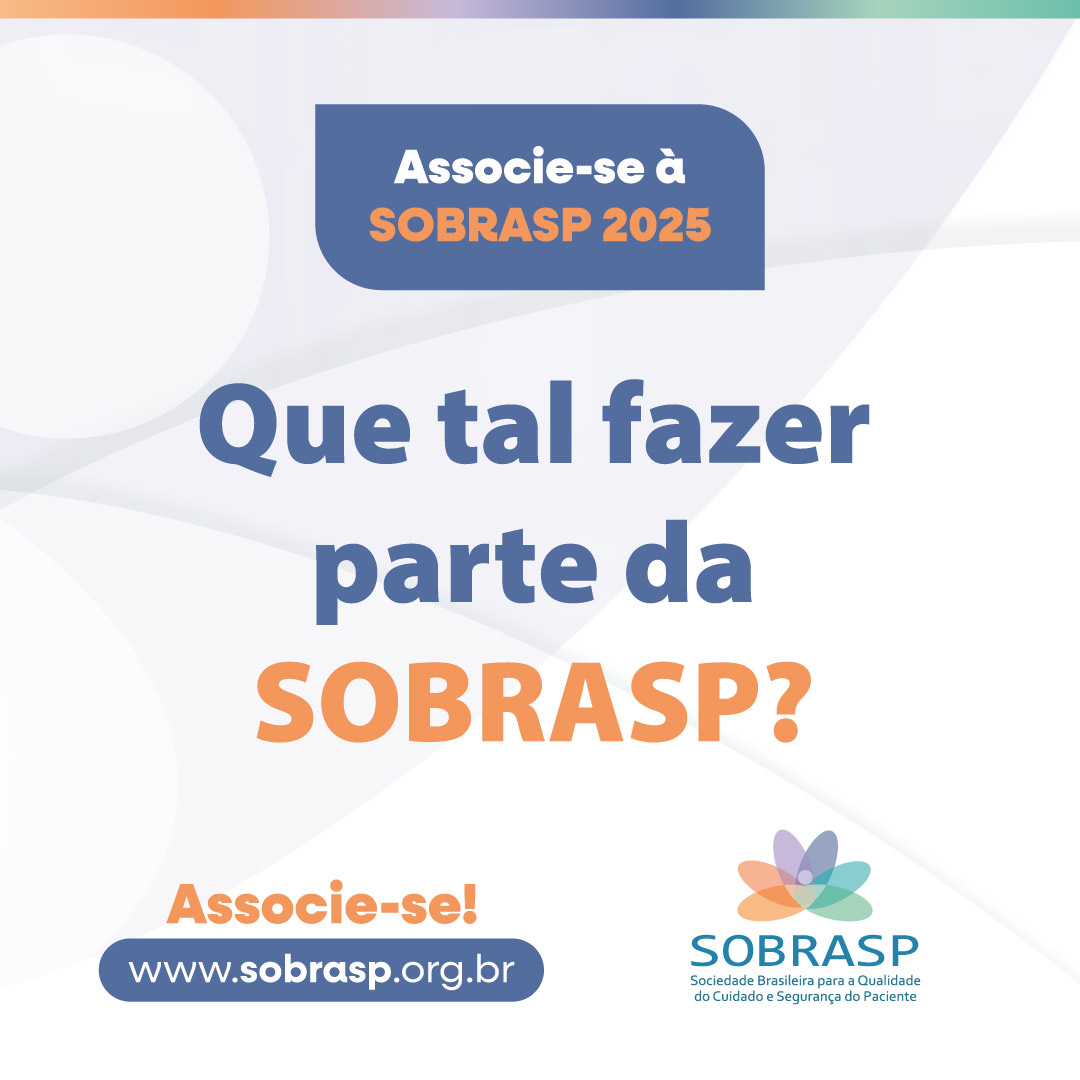 Associe-se à
SOBRASP 2025
Que tal fazer
parte da
SOBRASP?
Associe-se!
www.sobrasp.org.br
SOBRASP
Sociedade Brasileira para a Qualidade
do Cuidado e Segurança do Paciente